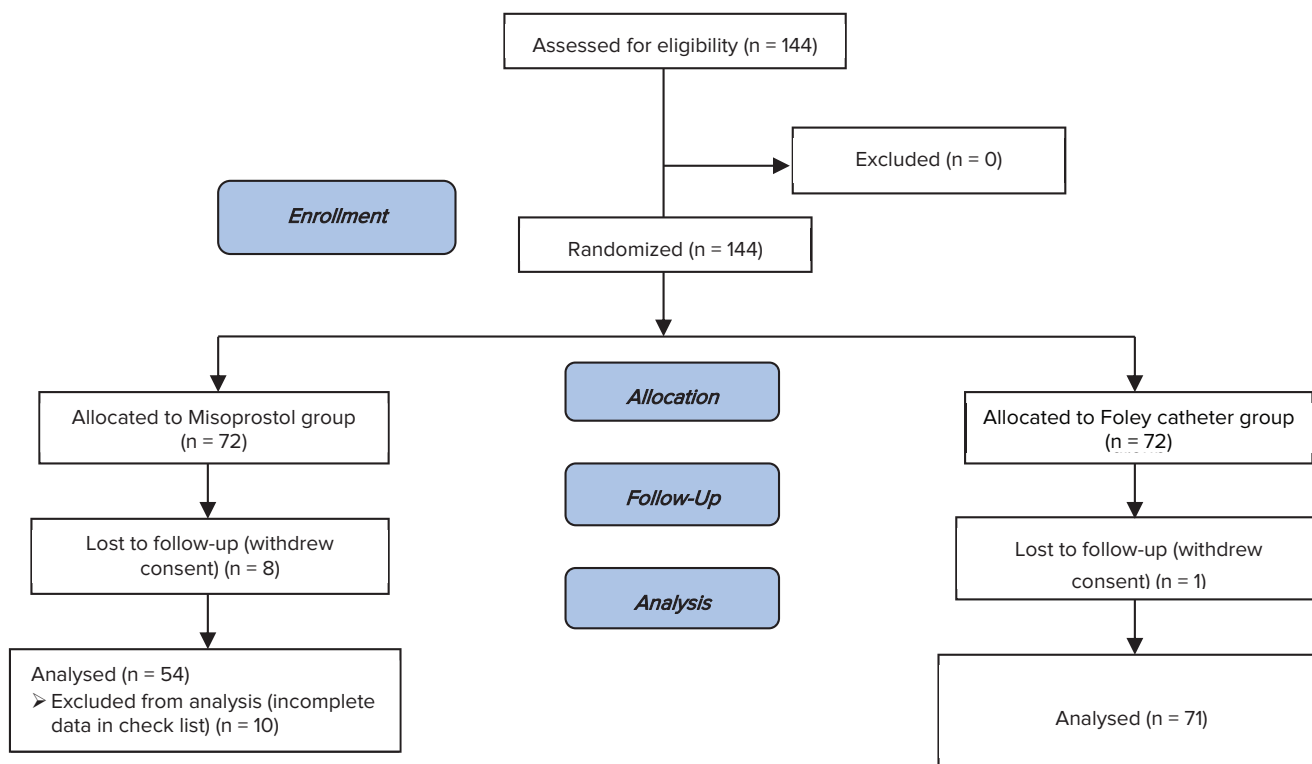 Assessed for eligibility (n = 144)
Excluded (n = 0)
Enrollment
Randomized (n = 144)
Allocation
Allocated to Misoprostol group
(n = 72)
Allocated to Foley catheter group
(n = 72)
Follow-Up
Lost to follow-up (withdrew
consent) (n = 8)
Lost to follow-up (withdrew
consent) (n = 1)
Analysis
Analysed (n = 54)
➢ Excluded from analysis (incomplete
data in check list) (n = 10)
Analysed (n = 71)